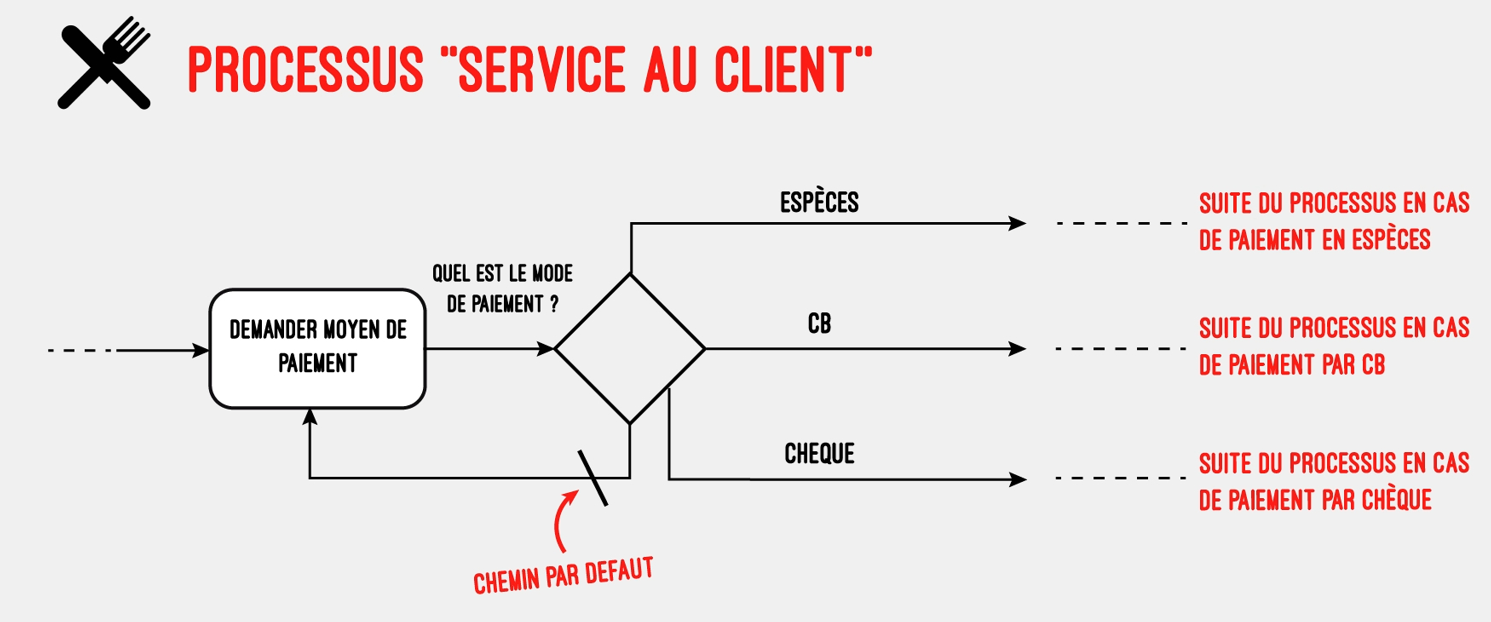 PROCESSUS "SERVICE AU CLIENT"
ESPÈCES
SUITE DU PROCESSUS EN CAS
DE PAIEMENT EN ESPÈCES
QUEL EST LE MODE
DE PAIEMENT ?
DEMANDER MOYEN DE
PAIEMENT
CB
SUITE DU PROCESSUS EN CAS
DE PAIEMENT PAR CB
CHEQUE
SUITE DU PROCESSUS EN CAS
DE PAIEMENT PAR CHÈQUE
CHEMIN PAR DEFAUT